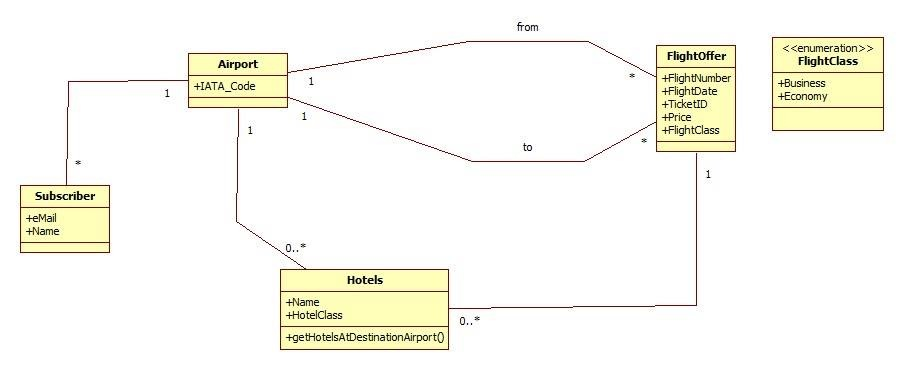 from
Airport
+IATA_Code
1
*
1
1
1
to
*
FlightOffer
+FlightNumber
+FlightDate
+TicketID
+Price
+FlightClass
1
<<enumeration>>
FlightClass
+Business
+Economy
*
Subscriber
+eMail
+Name
0..*
Hotels
+Name
+HotelClass
+getHotelsAtDestinationAirport()
0..*